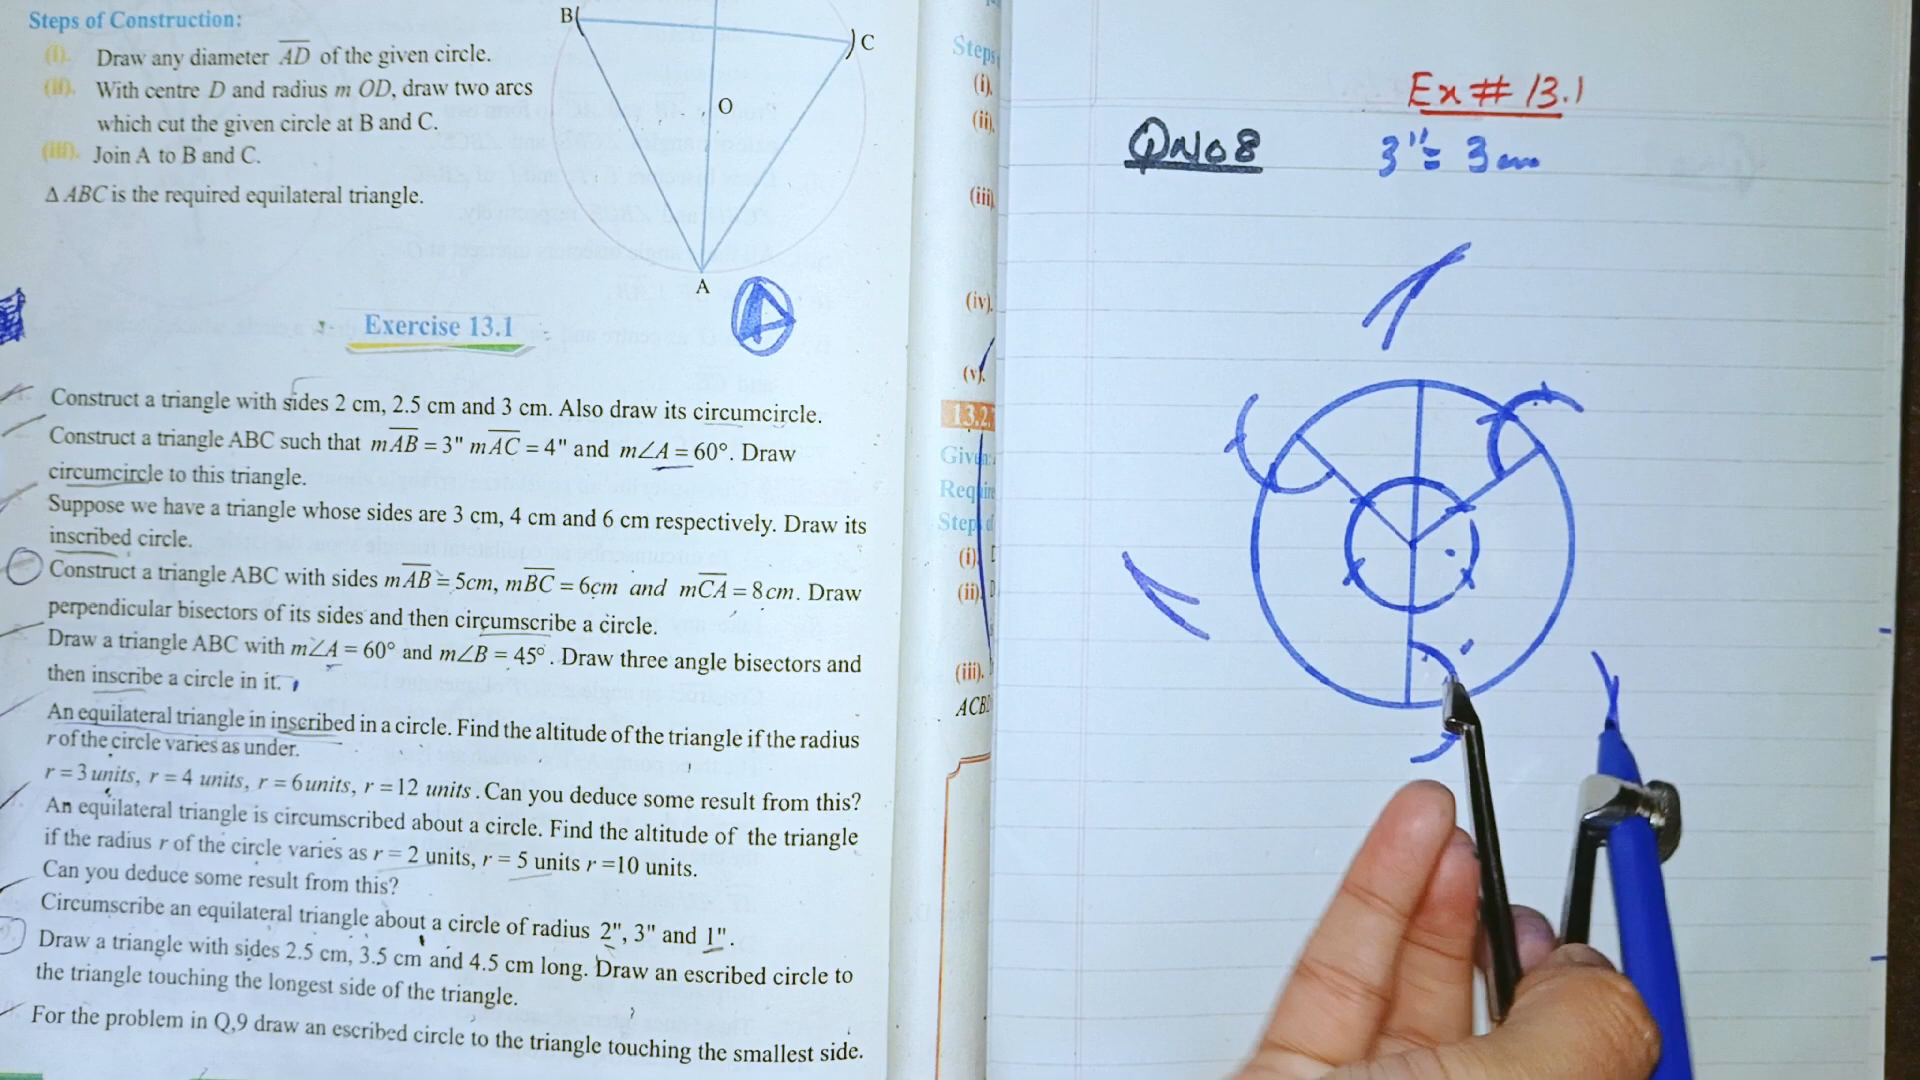 Steps of Construction:
(i). Draw any diameter AD of the given circle.
(ii). With centre D and radius m OD, draw two arcs
which cut the given circle at B and C.
(iii). Join A to B and C.
Δ ABC is the required equilateral triangle.
B
C
O
A
Exercise 13.1
Construct a triangle with sides 2 cm, 2.5 cm and 3 cm. Also draw its circumcircle.
Construct a triangle ABC such that mAB = 3" mAC = 4" and m∠A = 60°. Draw
circumcircle to this triangle.
Suppose we have a triangle whose sides are 3 cm, 4 cm and 6 cm respectively. Draw its
inscribed circle.
Construct a triangle ABC with sides mAB = 5cm, mBC = 6cm and mCA = 8cm. Draw
perpendicular bisectors of its sides and then circumscribe a circle.
Draw a triangle ABC with m∠A = 60° and m∠B = 45°. Draw three angle bisectors and
then inscribe a circle in it.
An equilateral triangle in inscribed in a circle. Find the altitude of the triangle if the radius
r of the circle varies as under.
r = 3 units, r = 4 units, r = 6units, r = 12 units. Can you deduce some result from this?
An equilateral triangle is circumscribed about a circle. Find the altitude of the triangle
if the radius r of the circle varies as r = 2 units, r = 5 units r =10 units.
Can you deduce some result from this?
Circumscribe an equilateral triangle about a circle of radius 2", 3" and 1".
Draw a triangle with sides 2.5 cm, 3.5 cm and 4.5 cm long. Draw an escribed circle to
the triangle touching the longest side of the triangle.
For the problem in Q.9 draw an escribed circle to the triangle touching the smallest side.
Steps
(i).
(ii).
(iii).
(iv).
(v).
13.2.
Given:
Require
Steps
(i).
(ii).
(iii).
ACB
Ex # 13.1
QNo 8
3" = 3 cm